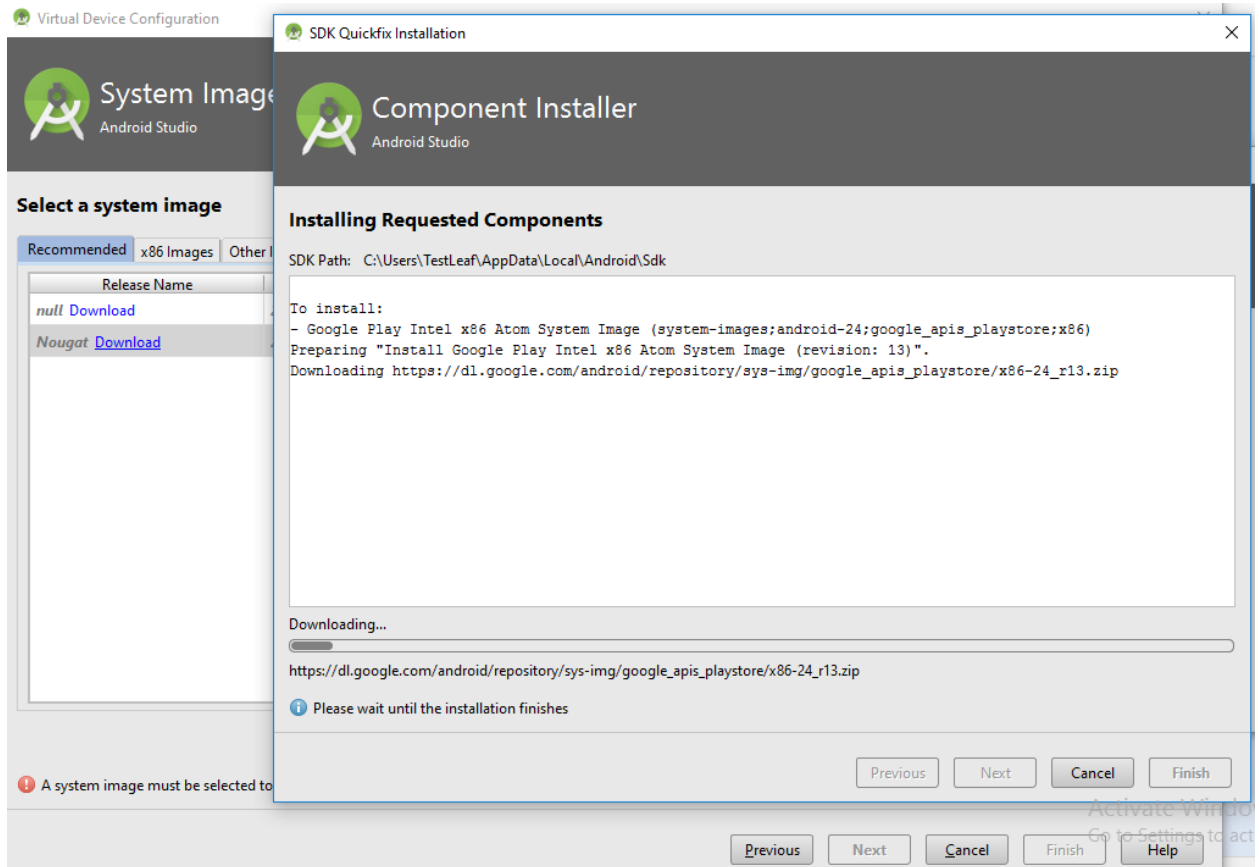 Virtual Device Configuration
System Image
Android Studio
Select a system image
Recommended
x86 Images
Other
Release Name
null Download
Nougat Download
A system image must be selected to
Previous
Next
Cancel
Finish
Help
SDK Quickfix Installation
Component Installer
Android Studio
Installing Requested Components
SDK Path: C:\Users\TestLeaf\AppData\Local\Android\Sdk
To install:
- Google Play Intel x86 Atom System Image (system-images;android-24;google_apis_playstore;x86)
Preparing "Install Google Play Intel x86 Atom System Image (revision: 13)".
Downloading https://dl.google.com/android/repository/sys-img/google_apis_playstore/x86-24_r13.zip
Downloading...
https://dl.google.com/android/repository/sys-img/google_apis_playstore/x86-24_r13.zip
Please wait until the installation finishes
Previous
Next
Cancel
Finish
Activate Windo
Go to Settings to act